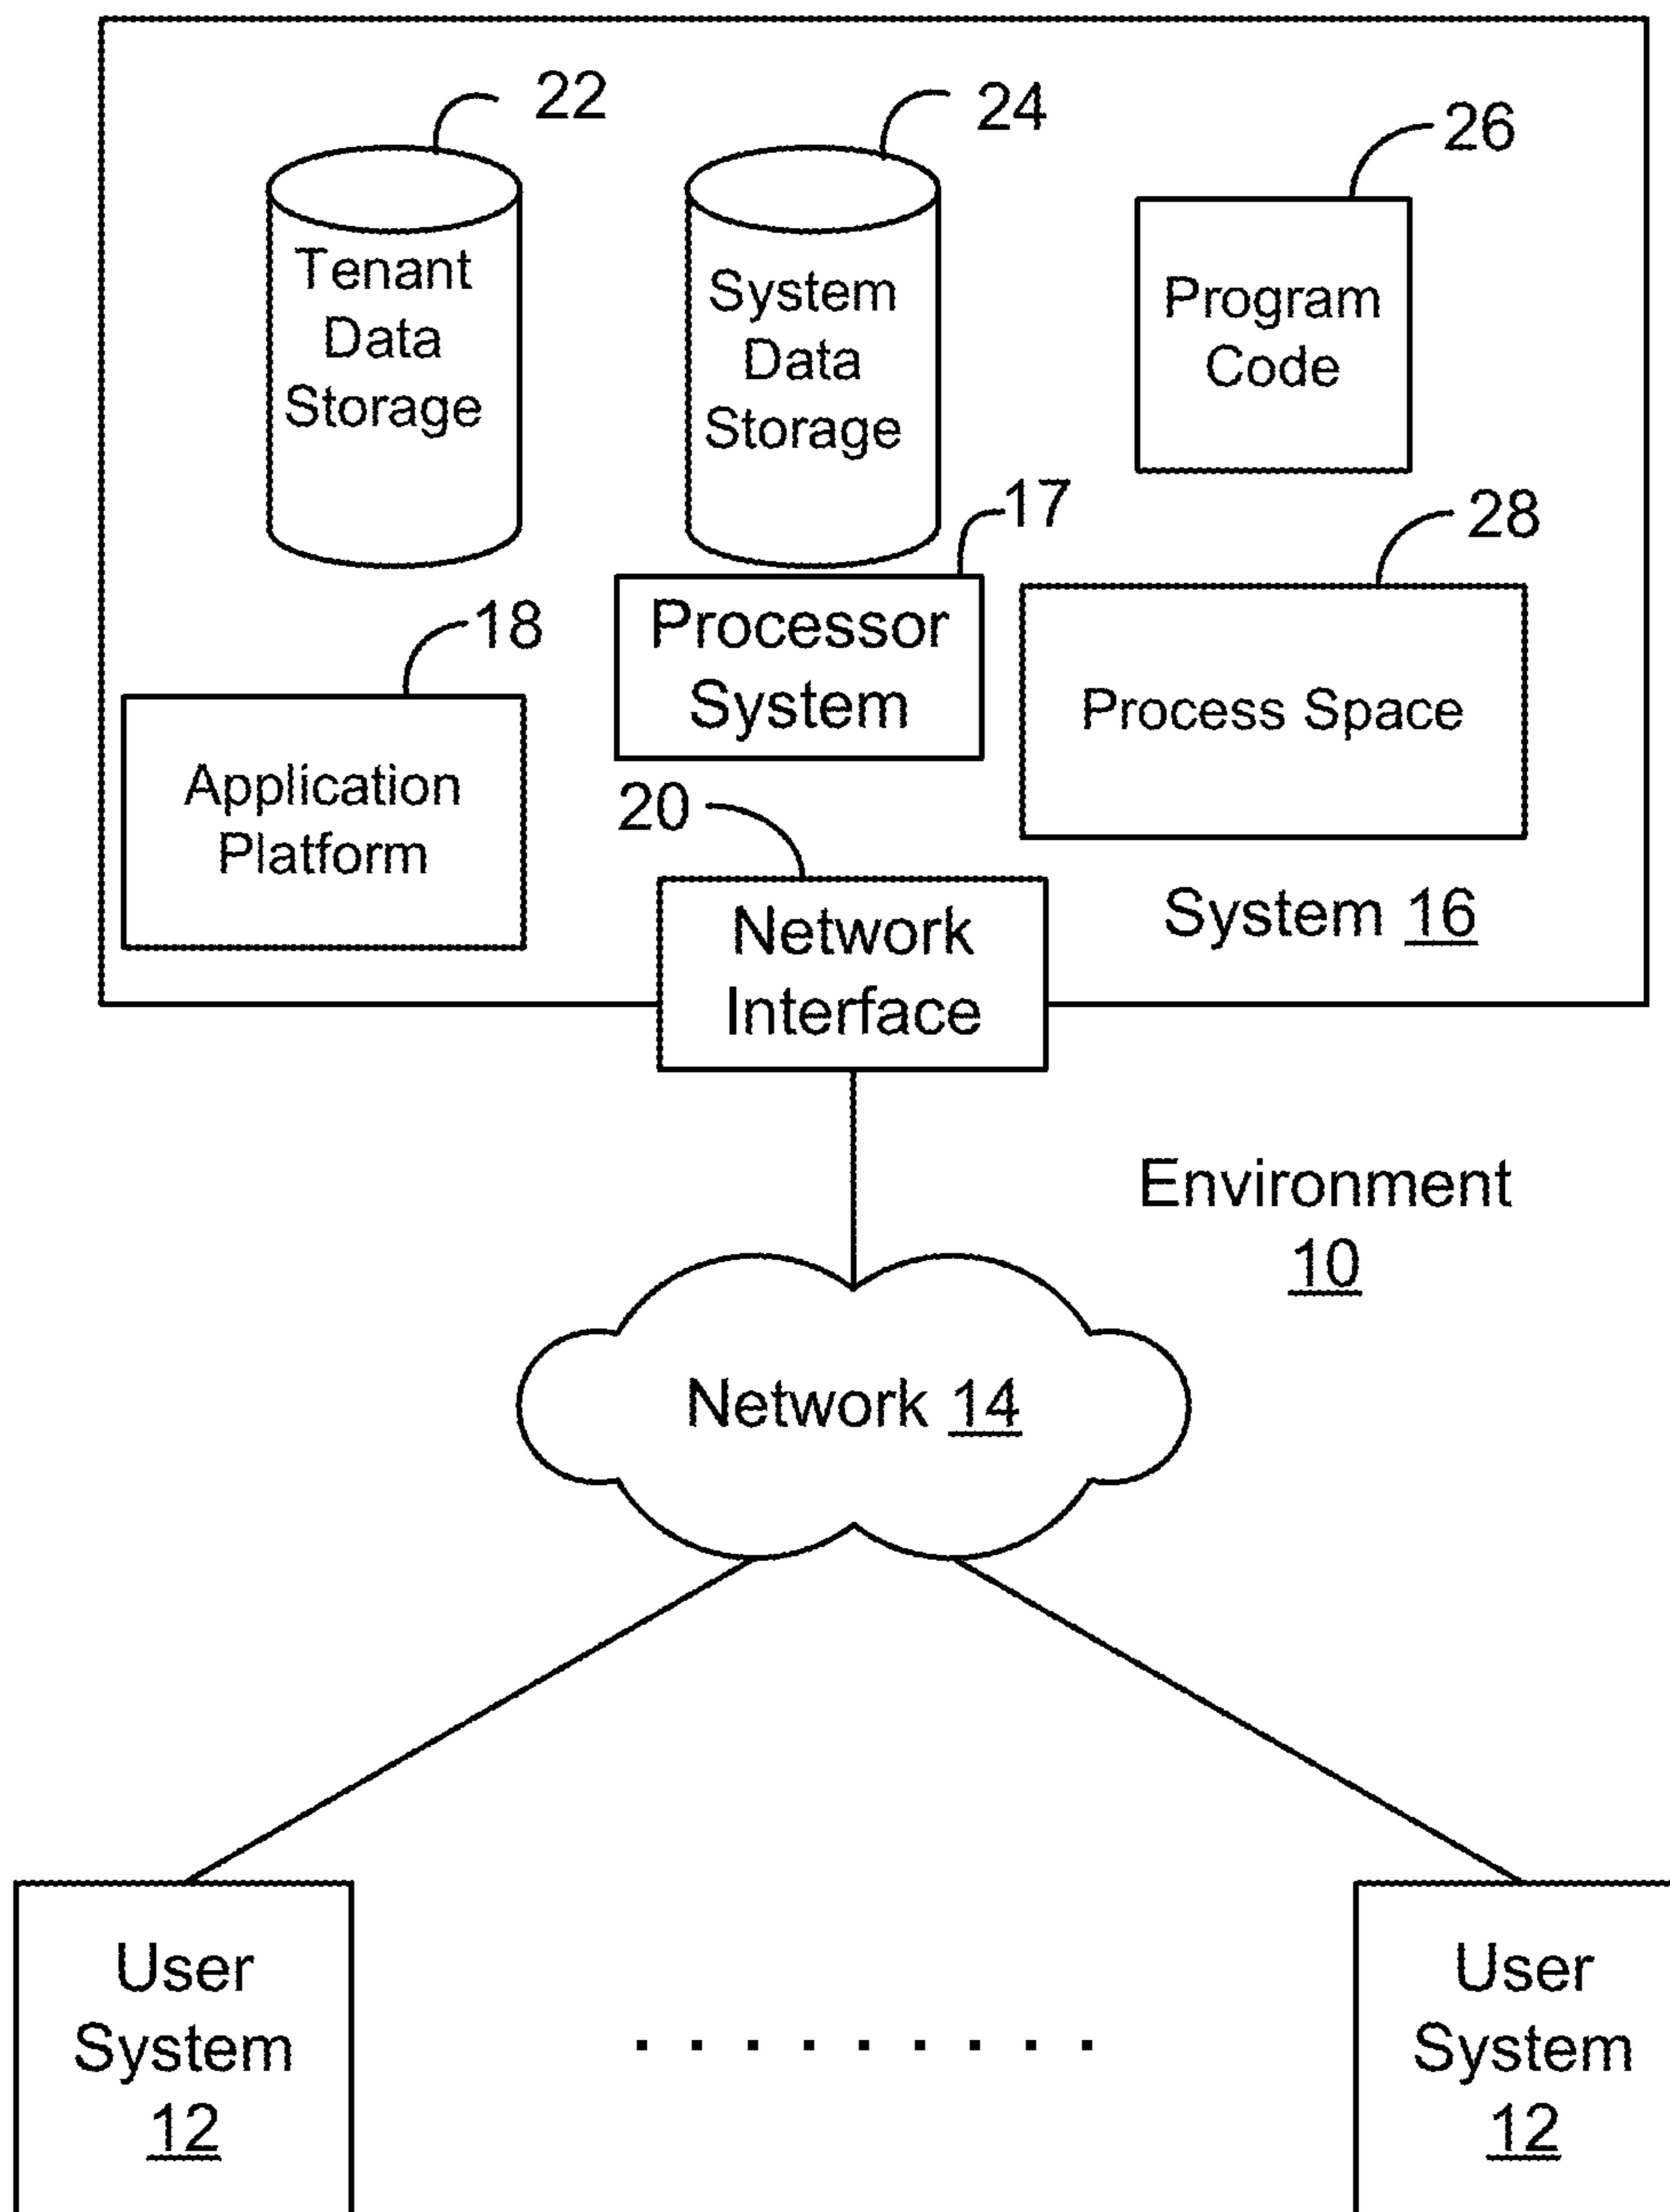 22
24
26
Tenant
Data
Storage
System
Data
Storage
Program
Code
17
28
18
Processor
System
Process Space
Application
Platform
20
Network
Interface
System 16
Environment
10
Network 14
User
System
12
. . . . . . . . .
User
System
12